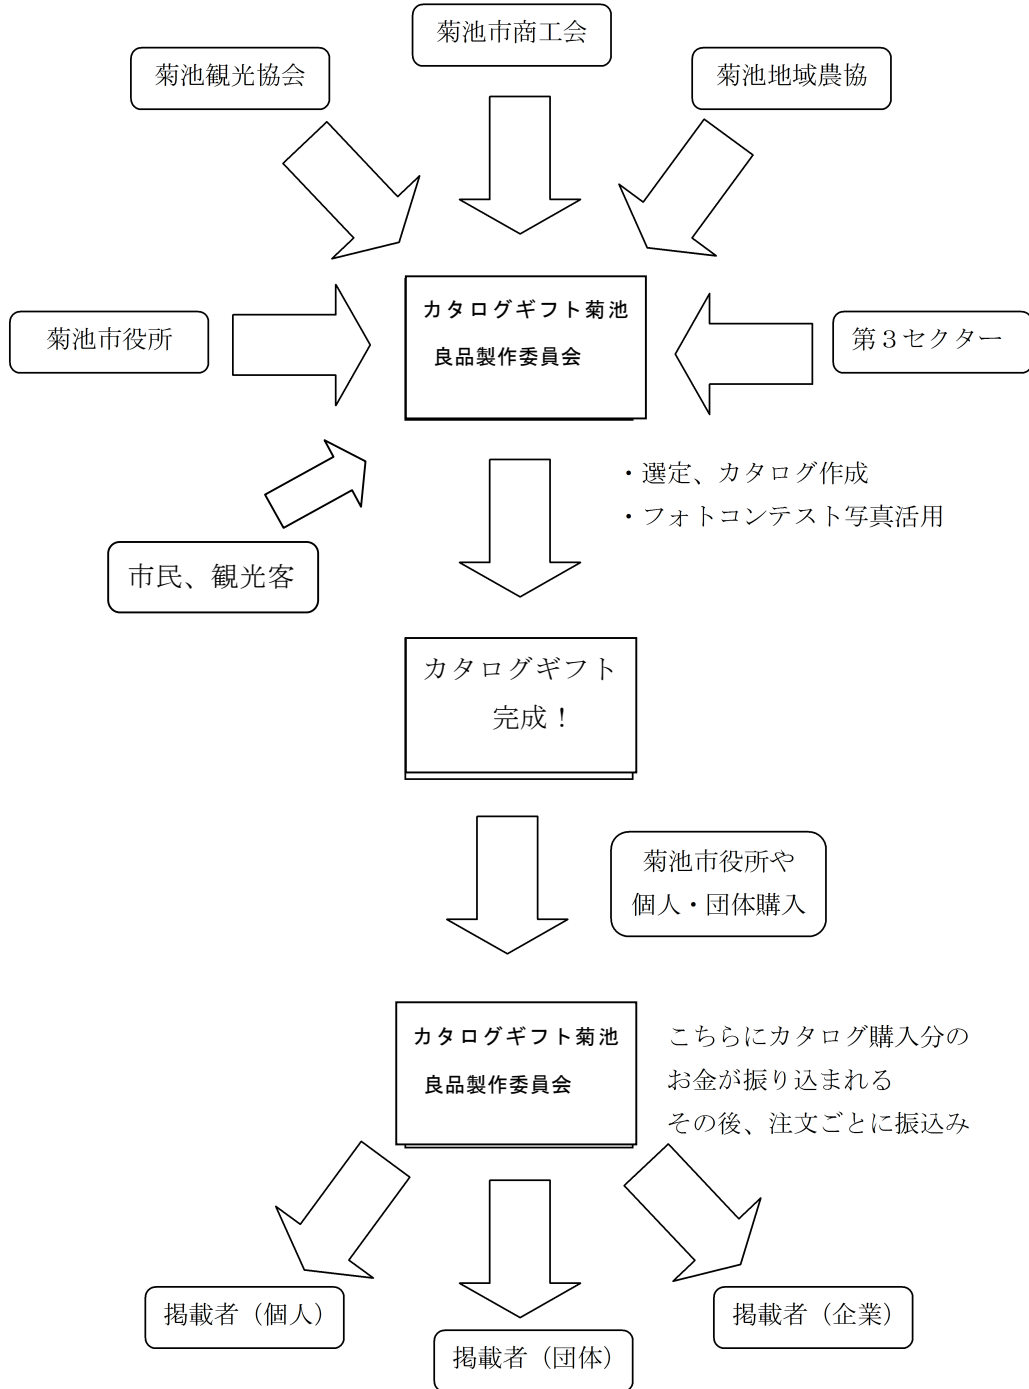 菊池市商工会
菊池観光協会
菊池地域農協
カタログギフト菊池
良品製作委員会
菊池市役所
第３セクター
・選定、カタログ作成
・フォトコンテスト写真活用
市民、観光客
カタログギフト
完成！
菊池市役所や
個人・団体購入
カタログギフト菊池
良品製作委員会
こちらにカタログ購入分の
お金が振り込まれる
その後、注文ごとに振込み
掲載者（個人）
掲載者（団体）
掲載者（企業）